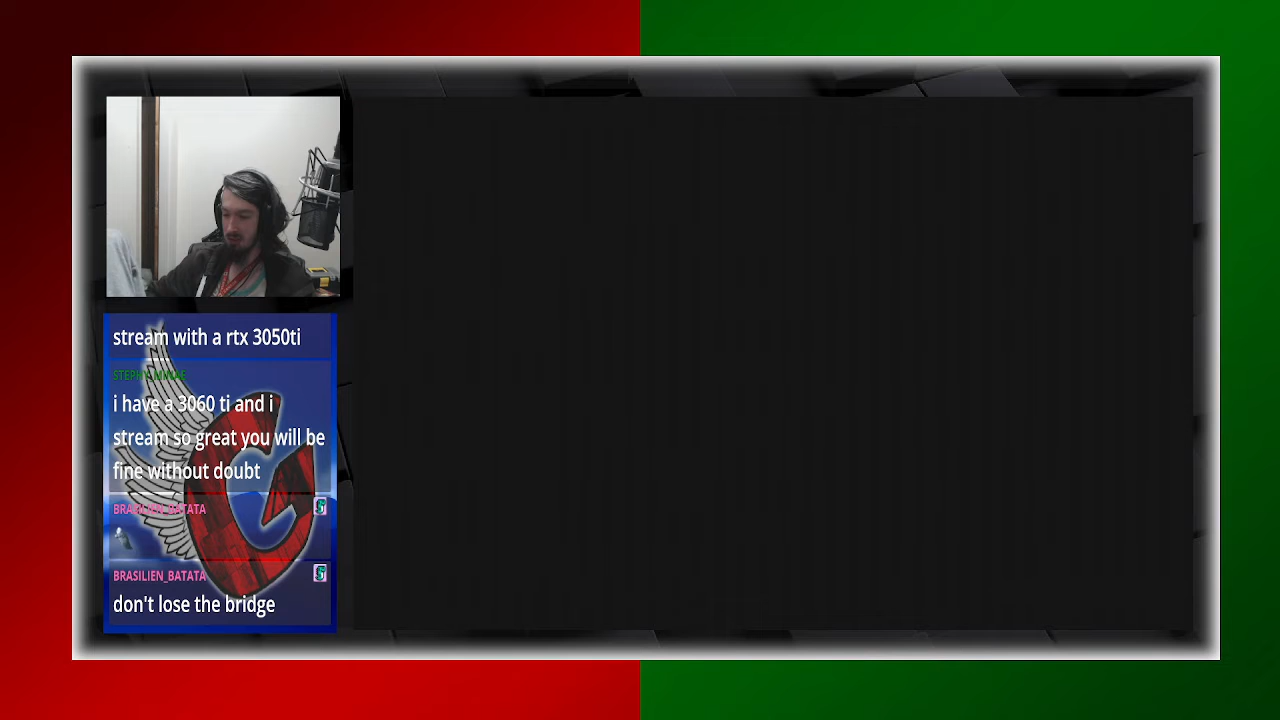 stream with a rtx 3050ti
i have a 3060 ti and i
stream so great you will be
fine without doubt
BRASILIEN_BATATA
BRASILIEN_BATATA
don't lose the bridge